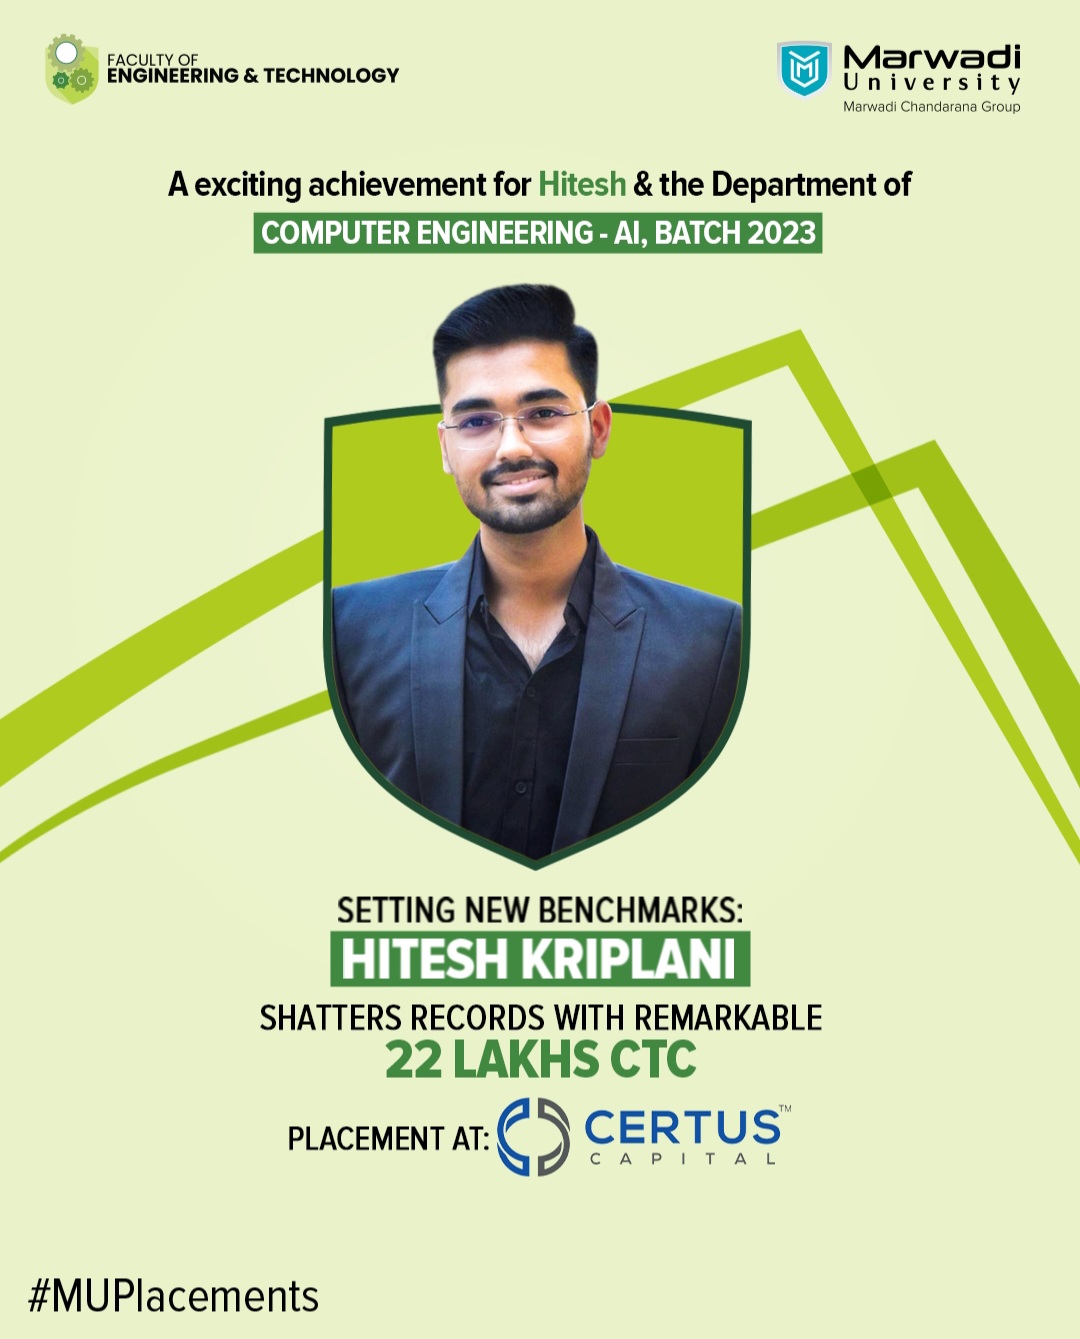 FACULTY OF
ENGINEERING & TECHNOLOGY
Marwadi
University
Marwadi Chandarana Group
A exciting achievement for Hitesh & the Department of
COMPUTER ENGINEERING - AI, BATCH 2023
SETTING NEW BENCHMARKS:
HITESH KRIPLANI
SHATTERS RECORDS WITH REMARKABLE
22 LAKHS CTC
PLACEMENT AT: CERTUS™
CAPITAL
#MUPlacements